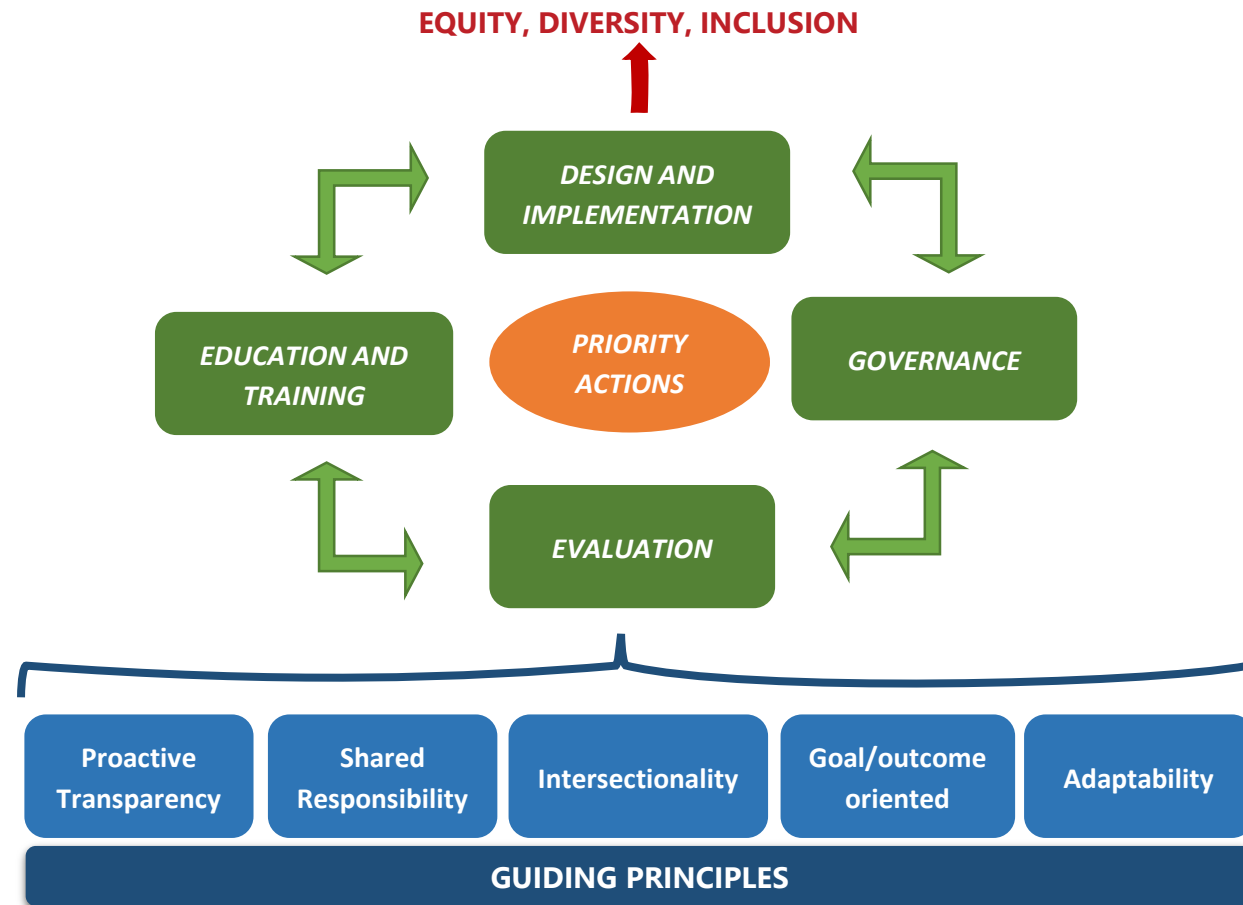 EQUITY, DIVERSITY, INCLUSION
DESIGN AND
IMPLEMENTATION
EDUCATION AND
TRAINING
PRIORITY
ACTIONS
GOVERNANCE
EVALUATION
Proactive
Transparency
Shared
Responsibility
Intersectionality
Goal/outcome
oriented
Adaptability
GUIDING PRINCIPLES